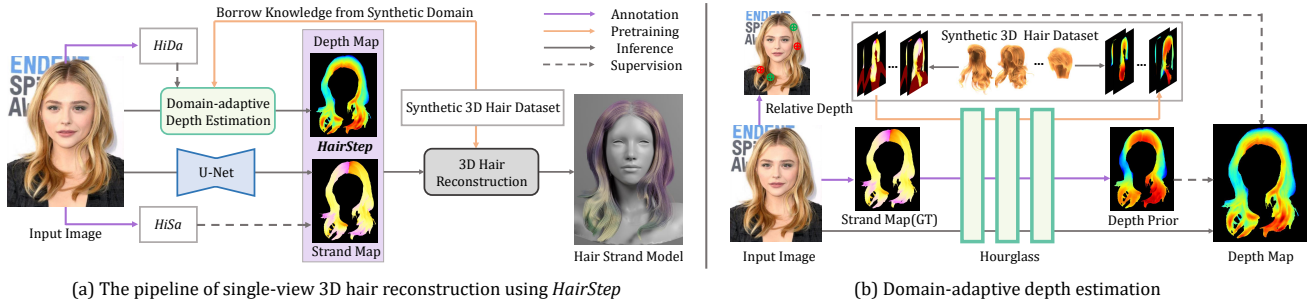 Borrow Knowledge from Synthetic Domain
HiDa
Depth Map
Annotation
Pretraining
Inference
Supervision
ENDENT
Domain-adaptive
Depth Estimation
Synthetic 3D Hair Dataset
HairStep
U-Net
3D Hair
Reconstruction
Input Image
HiSa
Strand Map
Hair Strand Model
(a) The pipeline of single-view 3D hair reconstruction using HairStep
ENDENT
Synthetic 3D Hair Dataset
... ... ...
Relative Depth
ENDENT
Strand Map(GT)
Depth Prior
Input Image
Hourglass
Depth Map
(b) Domain-adaptive depth estimation